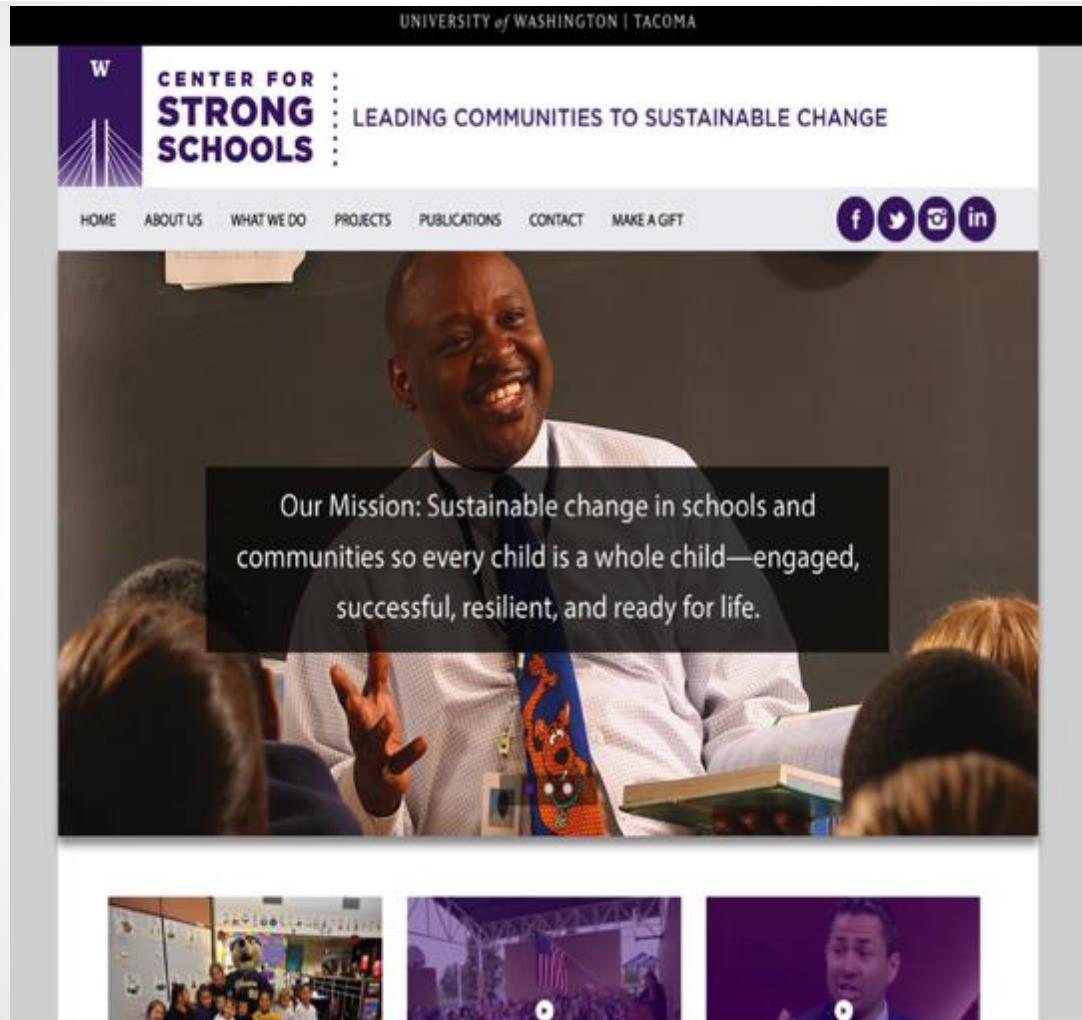 UNIVERSITY of WASHINGTON | TACOMA
W
CENTER FOR
STRONG
SCHOOLS
LEADING COMMUNITIES TO SUSTAINABLE CHANGE
HOME ABOUT US WHAT WE DO PROJECTS PUBLICATIONS CONTACT MAKE A GIFT
f in
Our Mission: Sustainable change in schools and
communities so every child is a whole child—engaged,
successful, resilient, and ready for life.